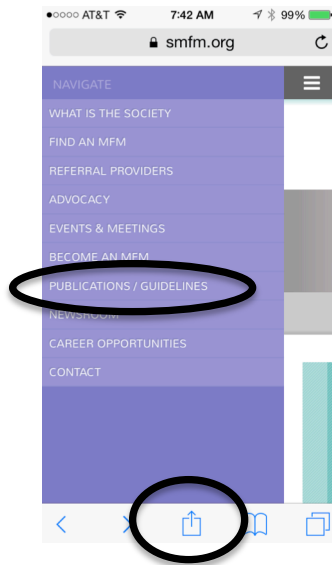 AT&T 7:42 AM 99%
smfm.org
NAVIGATE
WHAT IS THE SOCIETY
FIND AN MFM
REFERRAL PROVIDERS
ADVOCACY
EVENTS & MEETINGS
BECOME AN MFM
PUBLICATIONS / GUIDELINES
NEWSROOM
CAREER OPPORTUNITIES
CONTACT